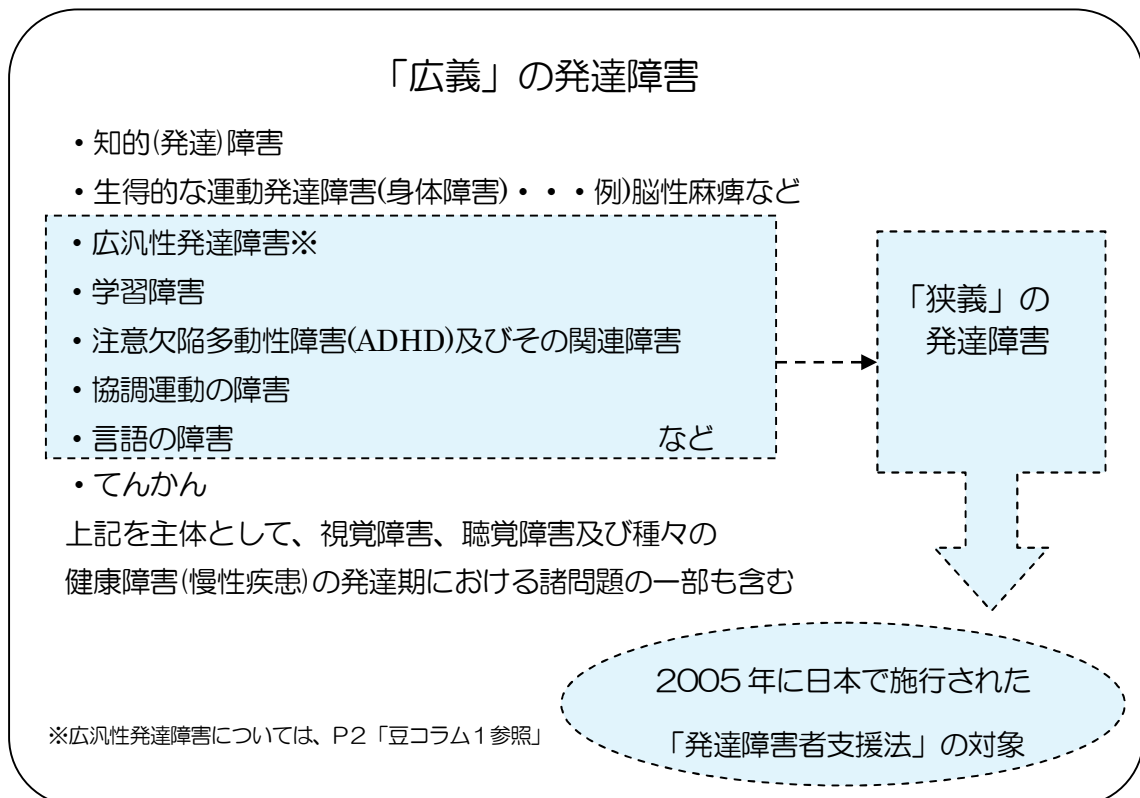 「広義」の発達障害
・知的(発達)障害
・生得的な運動発達障害(身体障害)・・・例)脳性麻痺など
・広汎性発達障害※
・学習障害
・注意欠陥多動性障害(ADHD)及びその関連障害
・協調運動の障害
・言語の障害 など
・てんかん
上記を主体として、視覚障害、聴覚障害及び種々の
健康障害(慢性疾患)の発達期における諸問題の一部も含む
「狭義」の
発達障害
2005年に日本で施行された
「発達障害者支援法」の対象
※広汎性発達障害については、P2「豆コラム1参照」